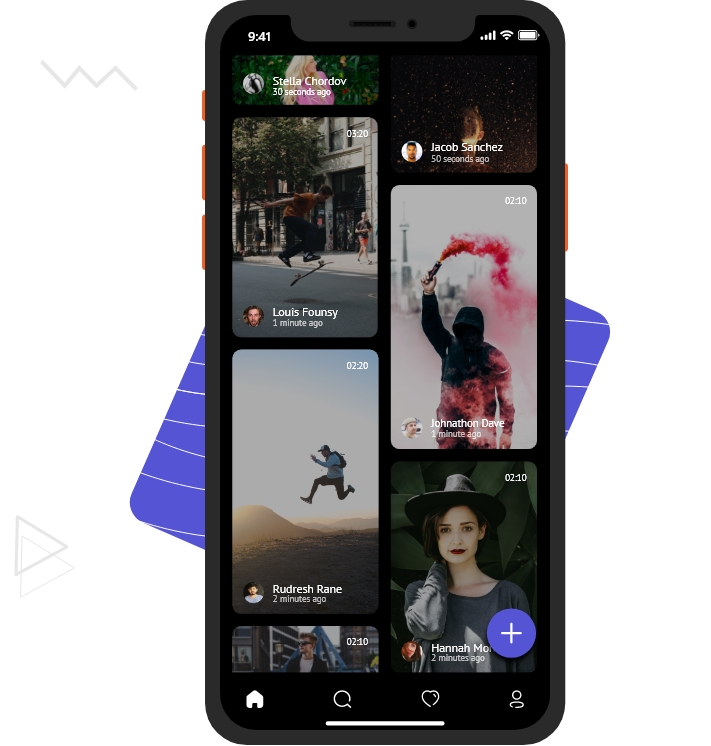 9:41
Stella Chordov
30 seconds ago
Jacob Sanchez
50 seconds ago
03:20
Louis Founsy
1 minute ago
02:10
Johnathon Dave
1 minute ago
02:20
Rudresh Rane
2 minutes ago
02:10
Hannah Mo
2 minutes ago
02:10